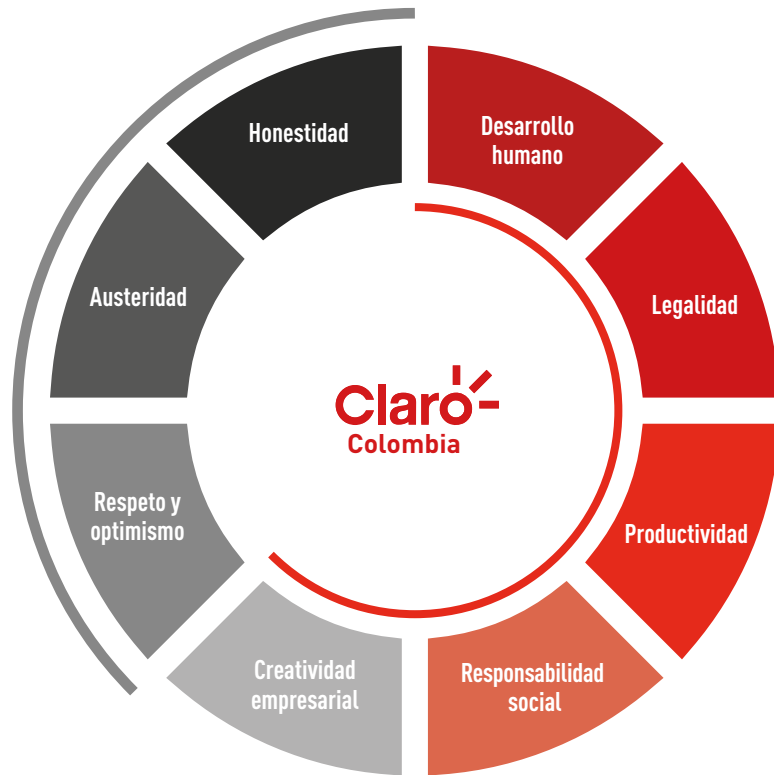 Honestidad
Desarrollo
humano
Austeridad
Legalidad
Claro
Colombia
Respeto y
optimismo
Productividad
Creatividad
empresarial
Responsabilidad
social